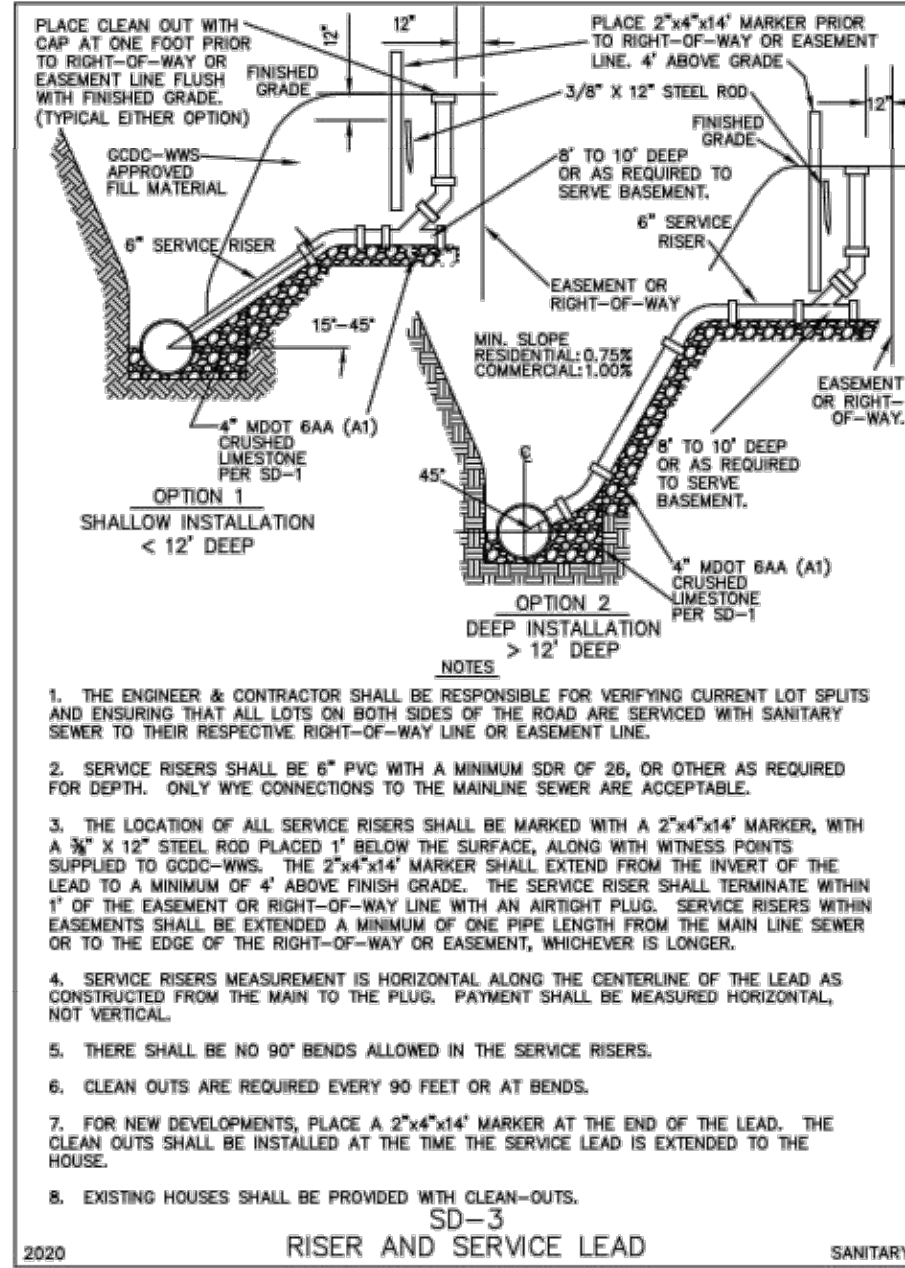 PLACE CLEAN OUT WITH
CAP AT ONE FOOT PRIOR
TO RIGHT-OF-WAY OR
EASEMENT LINE FLUSH
WITH FINISHED GRADE.
(TYPICAL EITHER OPTION)
FINISHED
GRADE
12"
12"
PLACE 2"x4"x14' MARKER PRIOR
TO RIGHT-OF-WAY OR EASEMENT
LINE. 4' ABOVE GRADE
3/8" X 12" STEEL ROD
12"
FINISHED
GRADE
GCDC-WWS
APPROVED
FILL MATERIAL
8' TO 10' DEEP
OR AS REQUIRED TO
SERVE BASEMENT.
6" SERVICE RISER
6" SERVICE
RISER
EASEMENT OR
RIGHT-OF-WAY
15°-45°
MIN. SLOPE
RESIDENTIAL: 0.75%
COMMERCIAL: 1.00%
EASEMENT
OR RIGHT-
OF-WAY.
4" MDOT 6AA (A1)
CRUSHED
LIMESTONE
PER SD-1
8' TO 10' DEEP
OR AS REQUIRED
TO SERVE
BASEMENT.
45°
OPTION 1
SHALLOW INSTALLATION
< 12' DEEP
4" MDOT 6AA (A1)
CRUSHED
LIMESTONE
PER SD-1
OPTION 2
DEEP INSTALLATION
> 12' DEEP
NOTES
1. THE ENGINEER & CONTRACTOR SHALL BE RESPONSIBLE FOR VERIFYING CURRENT LOT SPLITS
AND ENSURING THAT ALL LOTS ON BOTH SIDES OF THE ROAD ARE SERVICED WITH SANITARY
SEWER TO THEIR RESPECTIVE RIGHT-OF-WAY LINE OR EASEMENT LINE.
2. SERVICE RISERS SHALL BE 6" PVC WITH A MINIMUM SDR OF 26, OR OTHER AS REQUIRED
FOR DEPTH. ONLY WYE CONNECTIONS TO THE MAINLINE SEWER ARE ACCEPTABLE.
3. THE LOCATION OF ALL SERVICE RISERS SHALL BE MARKED WITH A 2"x4"x14' MARKER, WITH
A ⅜" X 12" STEEL ROD PLACED 1' BELOW THE SURFACE, ALONG WITH WITNESS POINTS
SUPPLIED TO GCDC-WWS. THE 2"x4"x14' MARKER SHALL EXTEND FROM THE INVERT OF THE
LEAD TO A MINIMUM OF 4' ABOVE FINISH GRADE. THE SERVICE RISER SHALL TERMINATE WITHIN
1' OF THE EASEMENT OR RIGHT-OF-WAY LINE WITH AN AIRTIGHT PLUG. SERVICE RISERS WITHIN
EASEMENTS SHALL BE EXTENDED A MINIMUM OF ONE PIPE LENGTH FROM THE MAIN LINE SEWER
OR TO THE EDGE OF THE RIGHT-OF-WAY OR EASEMENT, WHICHEVER IS LONGER.
4. SERVICE RISERS MEASUREMENT IS HORIZONTAL ALONG THE CENTERLINE OF THE LEAD AS
CONSTRUCTED FROM THE MAIN TO THE PLUG. PAYMENT SHALL BE MEASURED HORIZONTAL,
NOT VERTICAL.
5. THERE SHALL BE NO 90° BENDS ALLOWED IN THE SERVICE RISERS.
6. CLEAN OUTS ARE REQUIRED EVERY 90 FEET OR AT BENDS.
7. FOR NEW DEVELOPMENTS, PLACE A 2"x4"x14' MARKER AT THE END OF THE LEAD. THE
CLEAN OUTS SHALL BE INSTALLED AT THE TIME THE SERVICE LEAD IS EXTENDED TO THE
HOUSE.
8. EXISTING HOUSES SHALL BE PROVIDED WITH CLEAN-OUTS.
SD-3
RISER AND SERVICE LEAD
2020
SANITARY